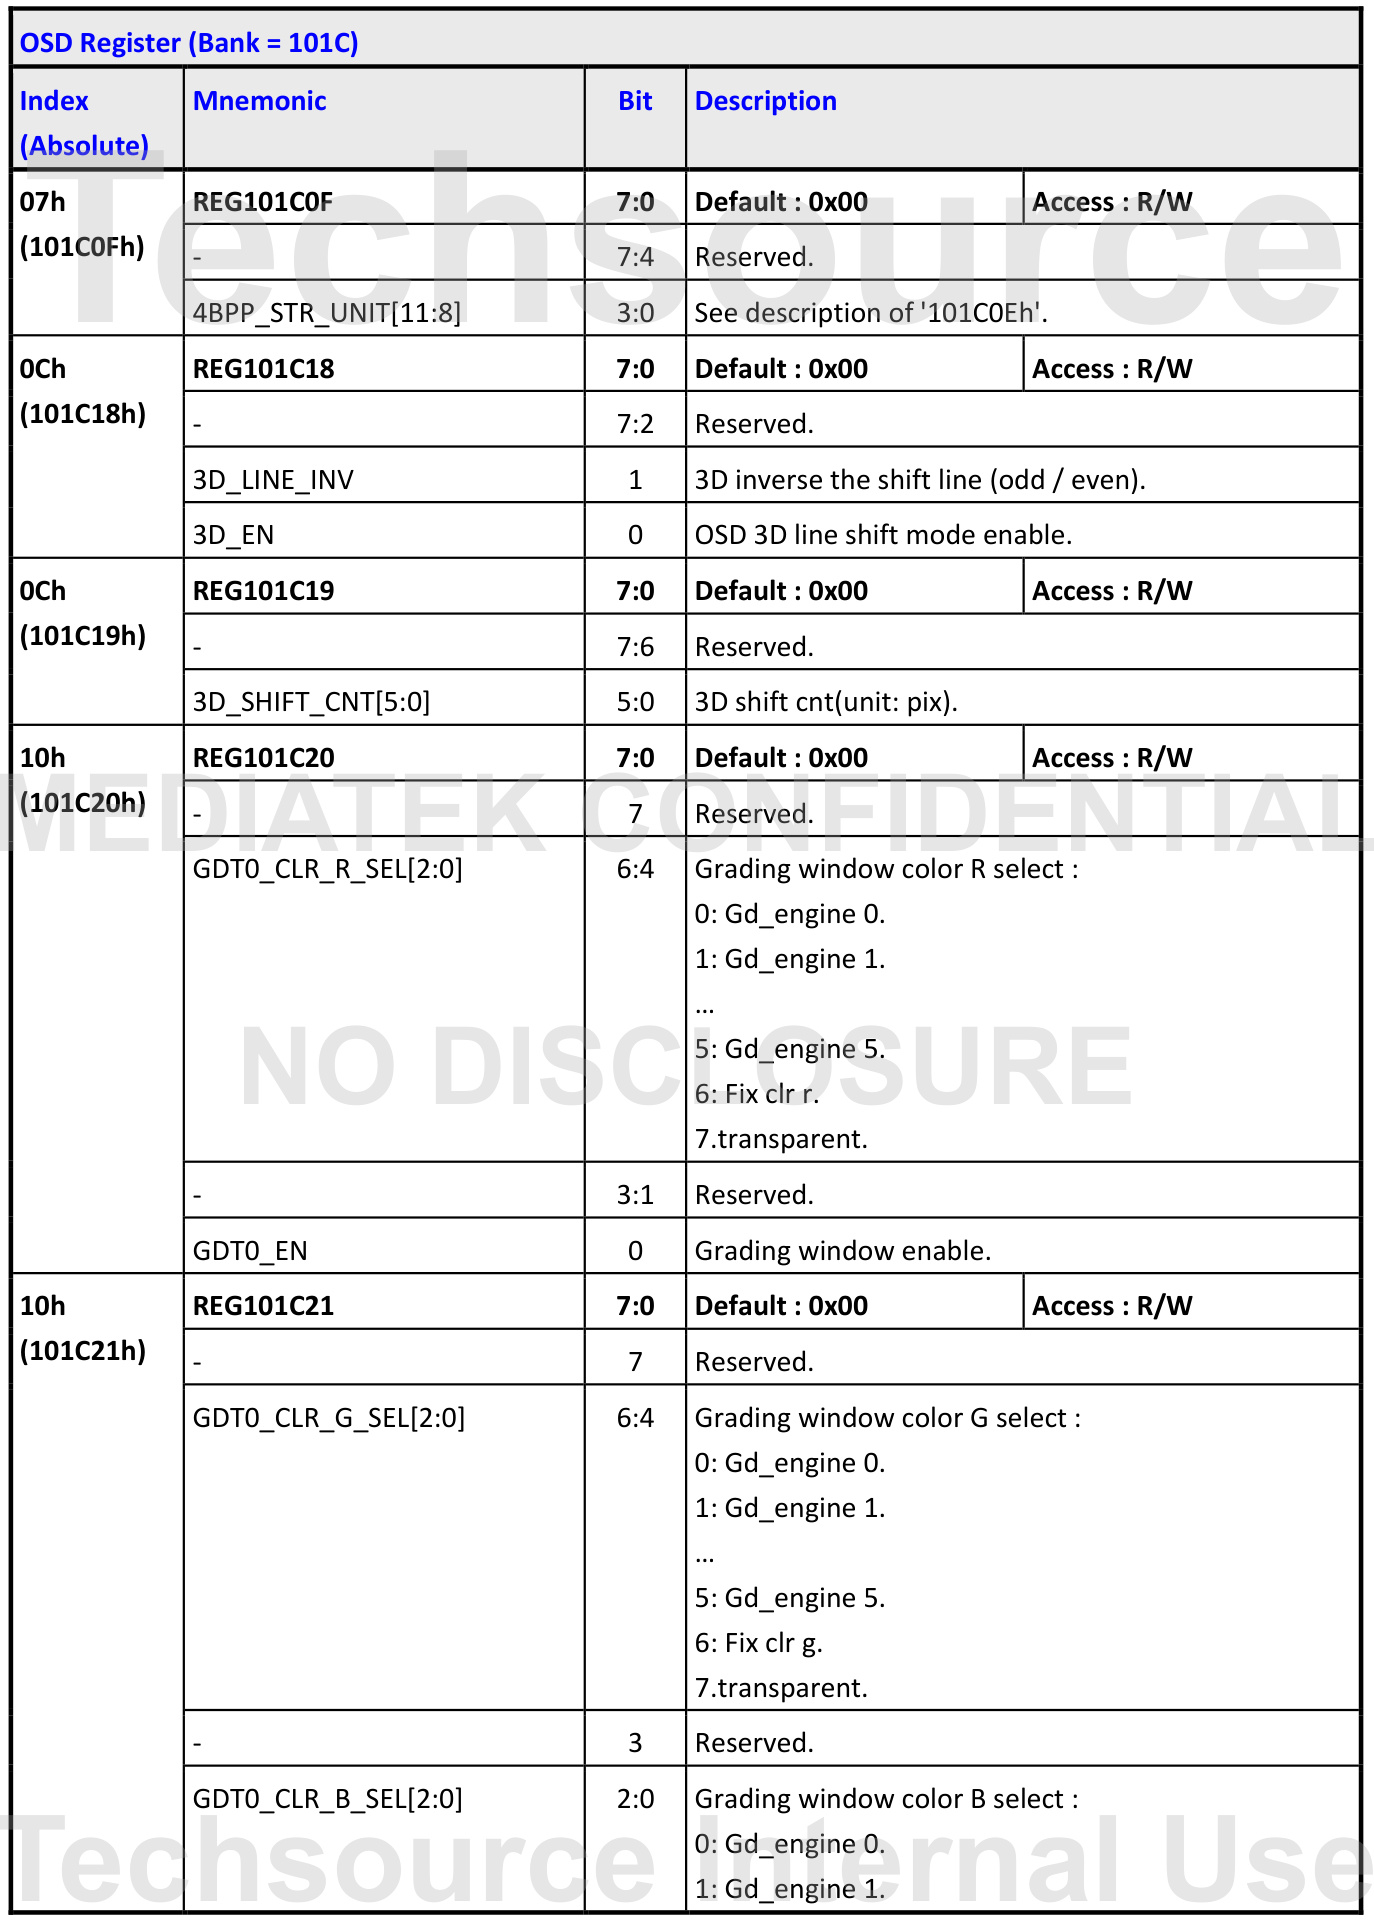 OSD Register (Bank = 101C)
Index (Absolute) Mnemonic Bit Description
07h (101C0Fh) REG101C0F 7:0 Default : 0x00 Access : R/W
- 7:4 Reserved.
4BPP_STR_UNIT[11:8] 3:0 See description of '101C0Eh'.
0Ch (101C18h) REG101C18 7:0 Default : 0x00 Access : R/W
- 7:2 Reserved.
3D_LINE_INV 1 3D inverse the shift line (odd / even).
3D_EN 0 OSD 3D line shift mode enable.
0Ch (101C19h) REG101C19 7:0 Default : 0x00 Access : R/W
- 7:6 Reserved.
3D_SHIFT_CNT[5:0] 5:0 3D shift cnt(unit: pix).
10h (101C20h) REG101C20 7:0 Default : 0x00 Access : R/W
- 7 Reserved.
GDT0_CLR_R_SEL[2:0] 6:4 Grading window color R select :
0: Gd_engine 0.
1: Gd_engine 1.
...
5: Gd_engine 5.
6: Fix clr r.
7.transparent.
- 3:1 Reserved.
GDT0_EN 0 Grading window enable.
10h (101C21h) REG101C21 7:0 Default : 0x00 Access : R/W
- 7 Reserved.
GDT0_CLR_G_SEL[2:0] 6:4 Grading window color G select :
0: Gd_engine 0.
1: Gd_engine 1.
...
5: Gd_engine 5.
6: Fix clr g.
7.transparent.
- 3 Reserved.
GDT0_CLR_B_SEL[2:0] 2:0 Grading window color B select :
0: Gd_engine 0.
1: Gd_engine 1.
Techsource
MEDIATEK CONFIDENTIAL
NO DISCLOSURE
Techsource Internal Use